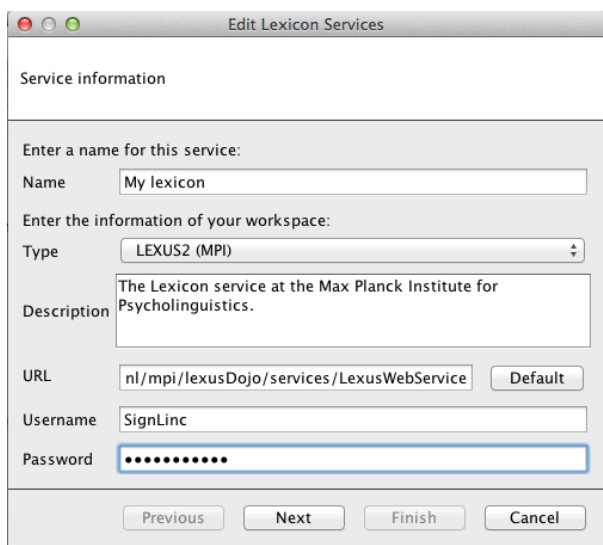 Edit Lexicon Services
Service information
Enter a name for this service:
Name My lexicon
Enter the information of your workspace:
Type LEXUS2 (MPI)
Description The Lexicon service at the Max Planck Institute for
Psycholinguistics.
URL nl/mpi/lexusDojo/services/LexusWebService Default
Username SignLinc
Password •••••••••••
Previous Next Finish Cancel